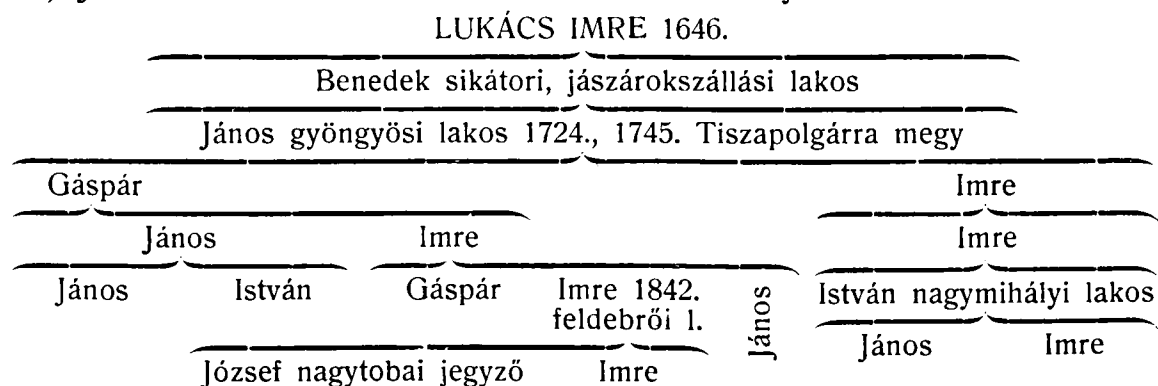 LUKÁCS IMRE 1646.
Benedek sikátori, jászárokszállási lakos
János gyöngyösi lakos 1724., 1745. Tiszapolgárra megy
Gáspár Imre
János Imre Imre
János István Gáspár Imre 1842. János István nagymihályi lakos
feldebrői l.
János Imre
József nagytobai jegyző Imre